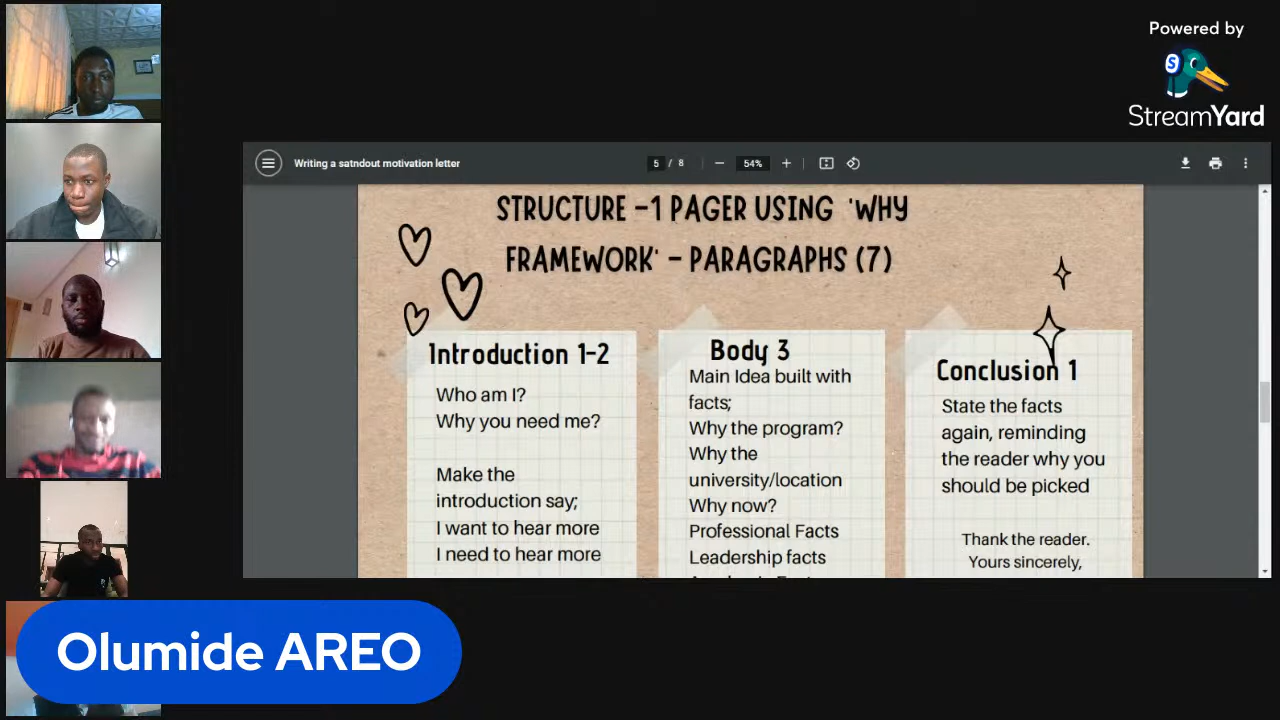 Powered by
StreamYard
Writing a satndout motivation letter
5 / 8
54%
STRUCTURE -1 PAGER USING 'WHY
FRAMEWORK' - PARAGRAPHS (7)
Introduction 1-2
Who am I?
Why you need me?
Make the
introduction say;
I want to hear more
I need to hear more
Body 3
Main Idea built with
facts;
Why the program?
Why the
university/location
Why now?
Professional Facts
Leadership facts
Conclusion 1
State the facts
again, reminding
the reader why you
should be picked
Thank the reader.
Yours sincerely,
Olumide AREO